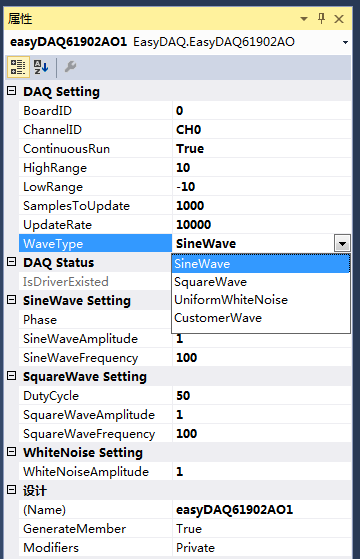 属性
easyDAQ61902AO1 EasyDAQ.EasyDAQ61902AO
DAQ Setting
BoardID 0
ChannelID CH0
ContinuousRun True
HighRange 10
LowRange -10
SamplesToUpdate 1000
UpdateRate 10000
WaveType SineWave
DAQ Status SineWave
IsDriverExisted SquareWave
SineWave Setting UniformWhiteNoise
Phase CustomerWave
SineWaveAmplitude 1
SineWaveFrequency 100
SquareWave Setting
DutyCycle 50
SquareWaveAmplitude 1
SquareWaveFrequency 100
WhiteNoise Setting
WhiteNoiseAmplitude 1
设计
(Name) easyDAQ61902AO1
GenerateMember True
Modifiers Private